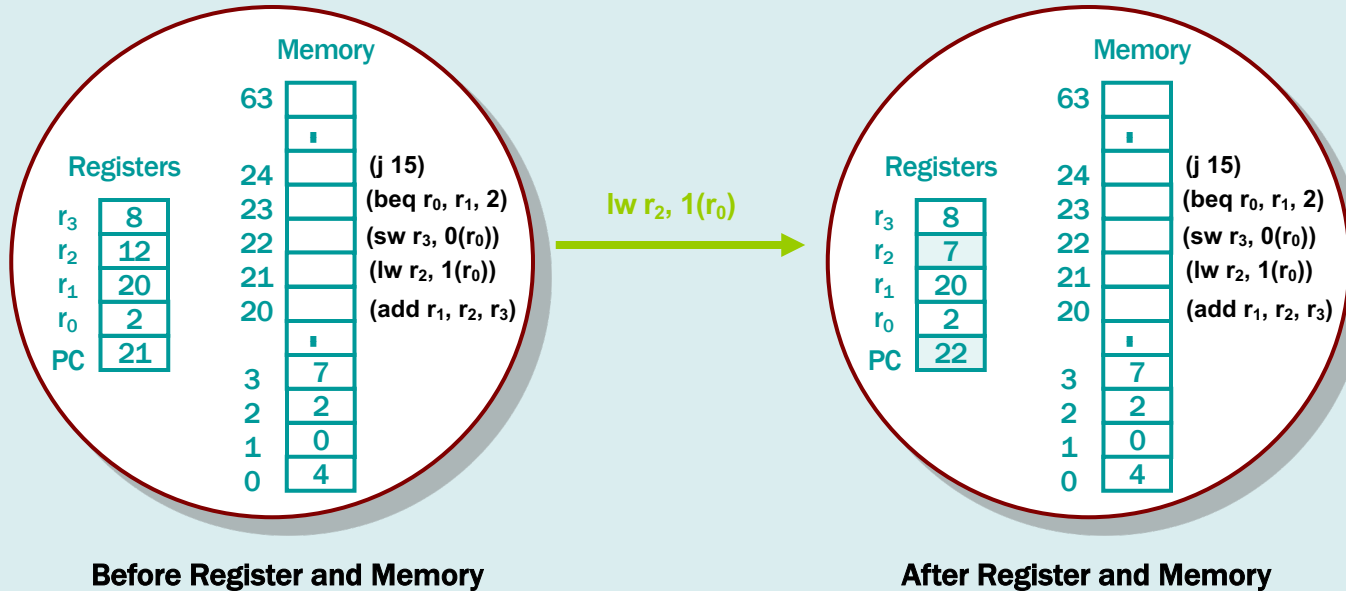 Memory
63
Registers
24 (j 15)
23 (beq r₀, r₁, 2)
r₃ 8
22 (sw r₃, 0(r₀))
r₂ 12
21 (lw r₂, 1(r₀))
r₁ 20
20 (add r₁, r₂, r₃)
r₀ 2
PC 21
3 7
2 2
1 0
0 4
Before Register and Memory
lw r₂, 1(r₀)
Memory
63
Registers
24 (j 15)
23 (beq r₀, r₁, 2)
r₃ 8
22 (sw r₃, 0(r₀))
r₂ 7
21 (lw r₂, 1(r₀))
r₁ 20
20 (add r₁, r₂, r₃)
r₀ 2
PC 22
3 7
2 2
1 0
0 4
After Register and Memory